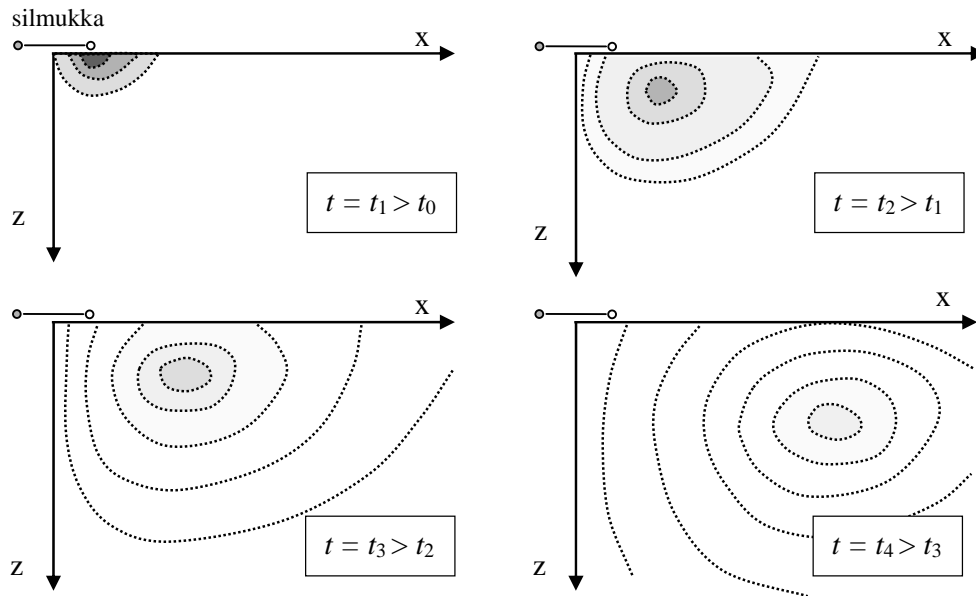 silmukka
x
z
t = t₁ > t₀
x
z
t = t₂ > t₁
x
z
t = t₃ > t₂
x
z
t = t₄ > t₃